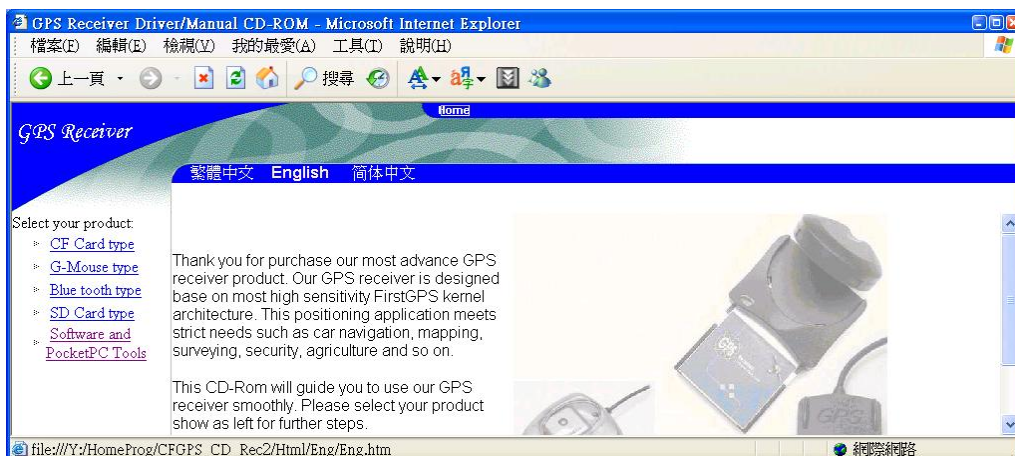 GPS Receiver Driver/Manual CD-ROM - Microsoft Internet Explorer
檔案(F) 編輯(E) 檢視(V) 我的最愛(A) 工具(T) 說明(H)
上一頁 搜尋
Home
GPS Receiver
繁體中文 English 简体中文
Select your product:
CF Card type
G-Mouse type
Blue tooth type
SD Card type
Software and
PocketPC Tools
Thank you for purchase our most advance GPS
receiver product. Our GPS receiver is designed
base on most high sensitivity FirstGPS kernel
architecture. This positioning application meets
strict needs such as car navigation, mapping,
surveying, security, agriculture and so on.
This CD-Rom will guide you to use our GPS
receiver smoothly. Please select your product
show as left for further steps.
GPS
GPS
file:///Y:/HomeProg/CFGPS_CD_Rec2/Html/Eng/Eng.htm
網際網路